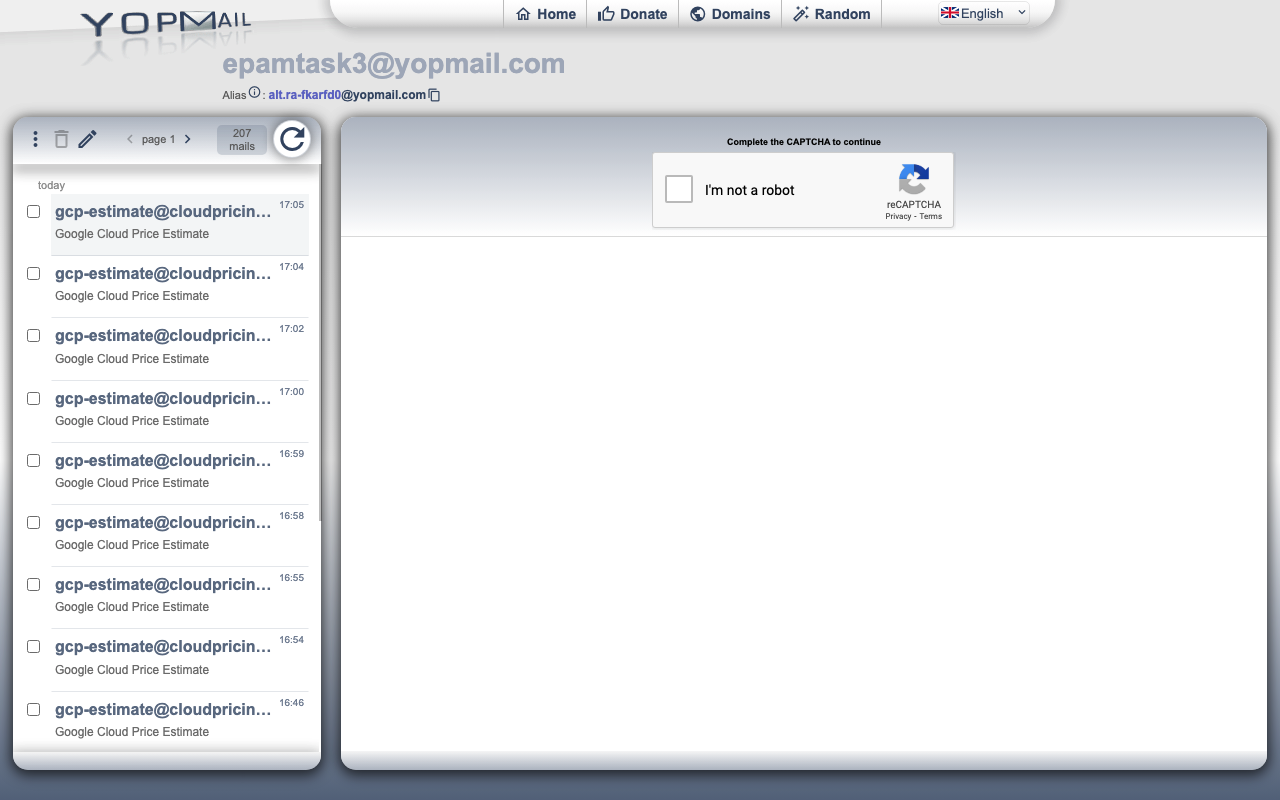 YOPMAIL
Home
Donate
Domains
Random
English
epamtask3@yopmail.com
Alias : alt.ra-fkarfd0@yopmail.com
page 1
207
mails
today
gcp-estimate@cloudpricin… 17:05
Google Cloud Price Estimate
gcp-estimate@cloudpricin… 17:04
Google Cloud Price Estimate
gcp-estimate@cloudpricin… 17:02
Google Cloud Price Estimate
gcp-estimate@cloudpricin… 17:00
Google Cloud Price Estimate
gcp-estimate@cloudpricin… 16:59
Google Cloud Price Estimate
gcp-estimate@cloudpricin… 16:58
Google Cloud Price Estimate
gcp-estimate@cloudpricin… 16:55
Google Cloud Price Estimate
gcp-estimate@cloudpricin… 16:54
Google Cloud Price Estimate
gcp-estimate@cloudpricin… 16:46
Google Cloud Price Estimate
Complete the CAPTCHA to continue
I'm not a robot
reCAPTCHA
Privacy - Terms